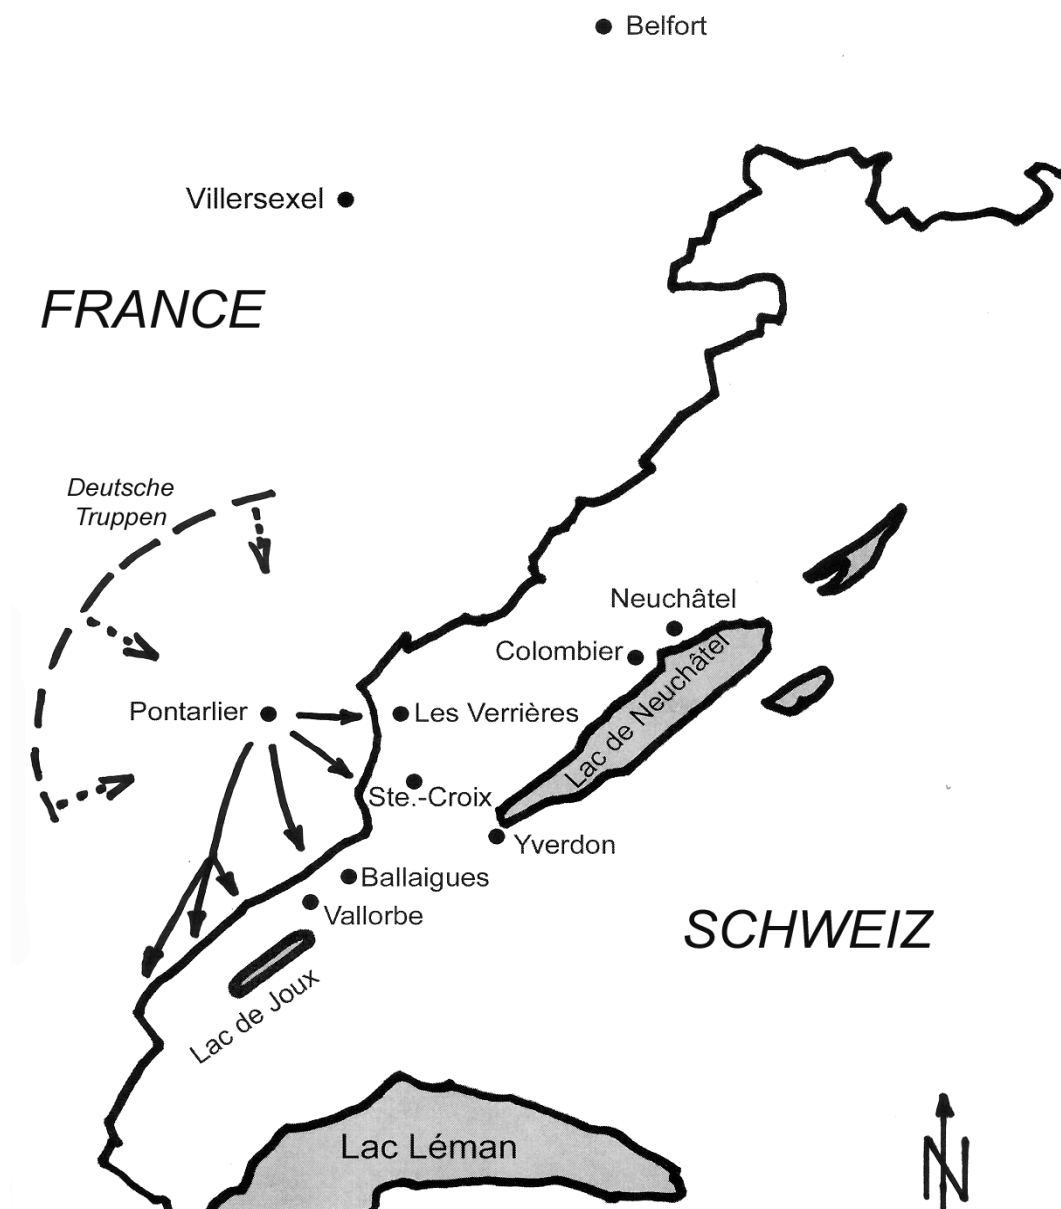 Belfort
Villersexel
FRANCE
Deutsche
Truppen
Neuchâtel
Colombier
Lac de Neuchâtel
Pontarlier
Les Verrières
Ste.-Croix
Yverdon
Ballaigues
Vallorbe
SCHWEIZ
Lac de Joux
Lac Léman
N